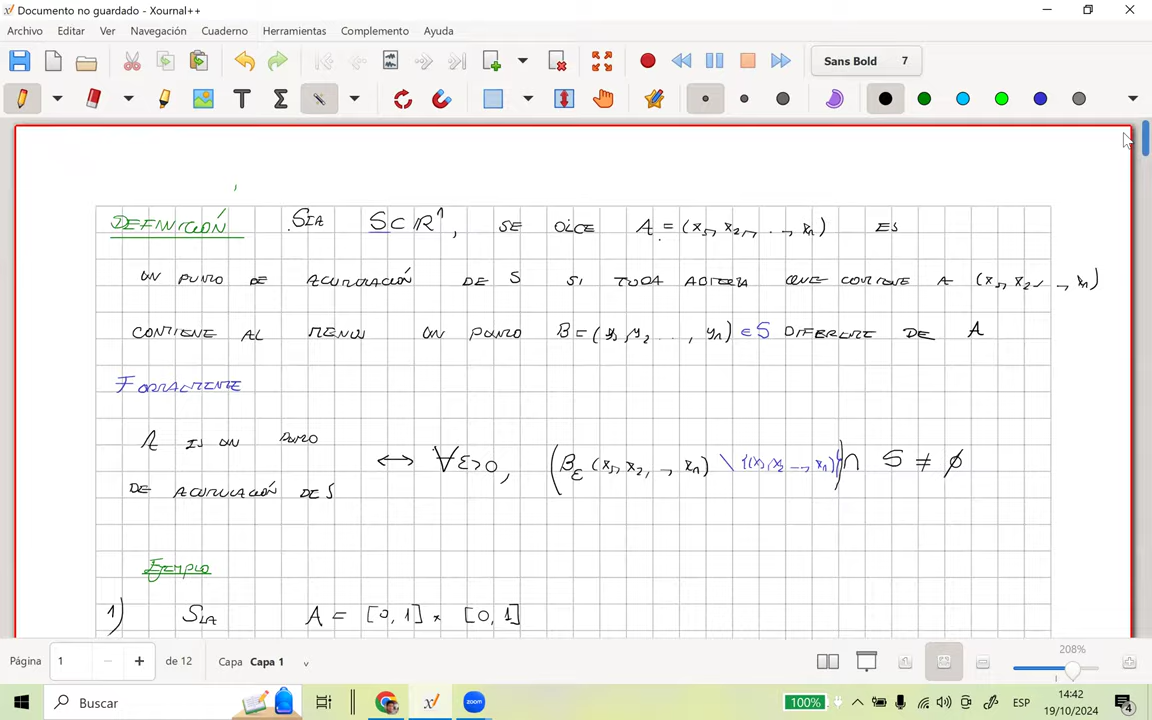 Documento no guardado - Xournal++
Archivo Editar Ver Navegación Cuaderno Herramientas Complemento Ayuda
Sans Bold 7
DEFINICIÓN SEA S⊂ℝⁿ, SE DICE A = (x₁, x₂, . ., xₙ) ES
UN PUNTO DE ACUMULACIÓN DE S SI TODA ABIERTA QUE CONTIENE A (x₁, x₂, ., xₙ)
CONTIENE AL MENOS UN PUNTO B = (y₁, y₂ . . ., yₙ) ∈ S DIFERENTE DE A
FORMALMENTE
A ES UN PUNTO
DE ACUMULACIÓN DE S ↔ ∀ε>0, (B_ε (x₁, x₂, ., xₙ) \ {(x₁, x₂ ..., xₙ)}) ∩ S ≠ ∅
EJEMPLO
1) SEA A = [0, 1] × [0, 1]
Página 1 de 12 Capa Capa 1 208%
Buscar 100% ESP 14:42
19/10/2024 4